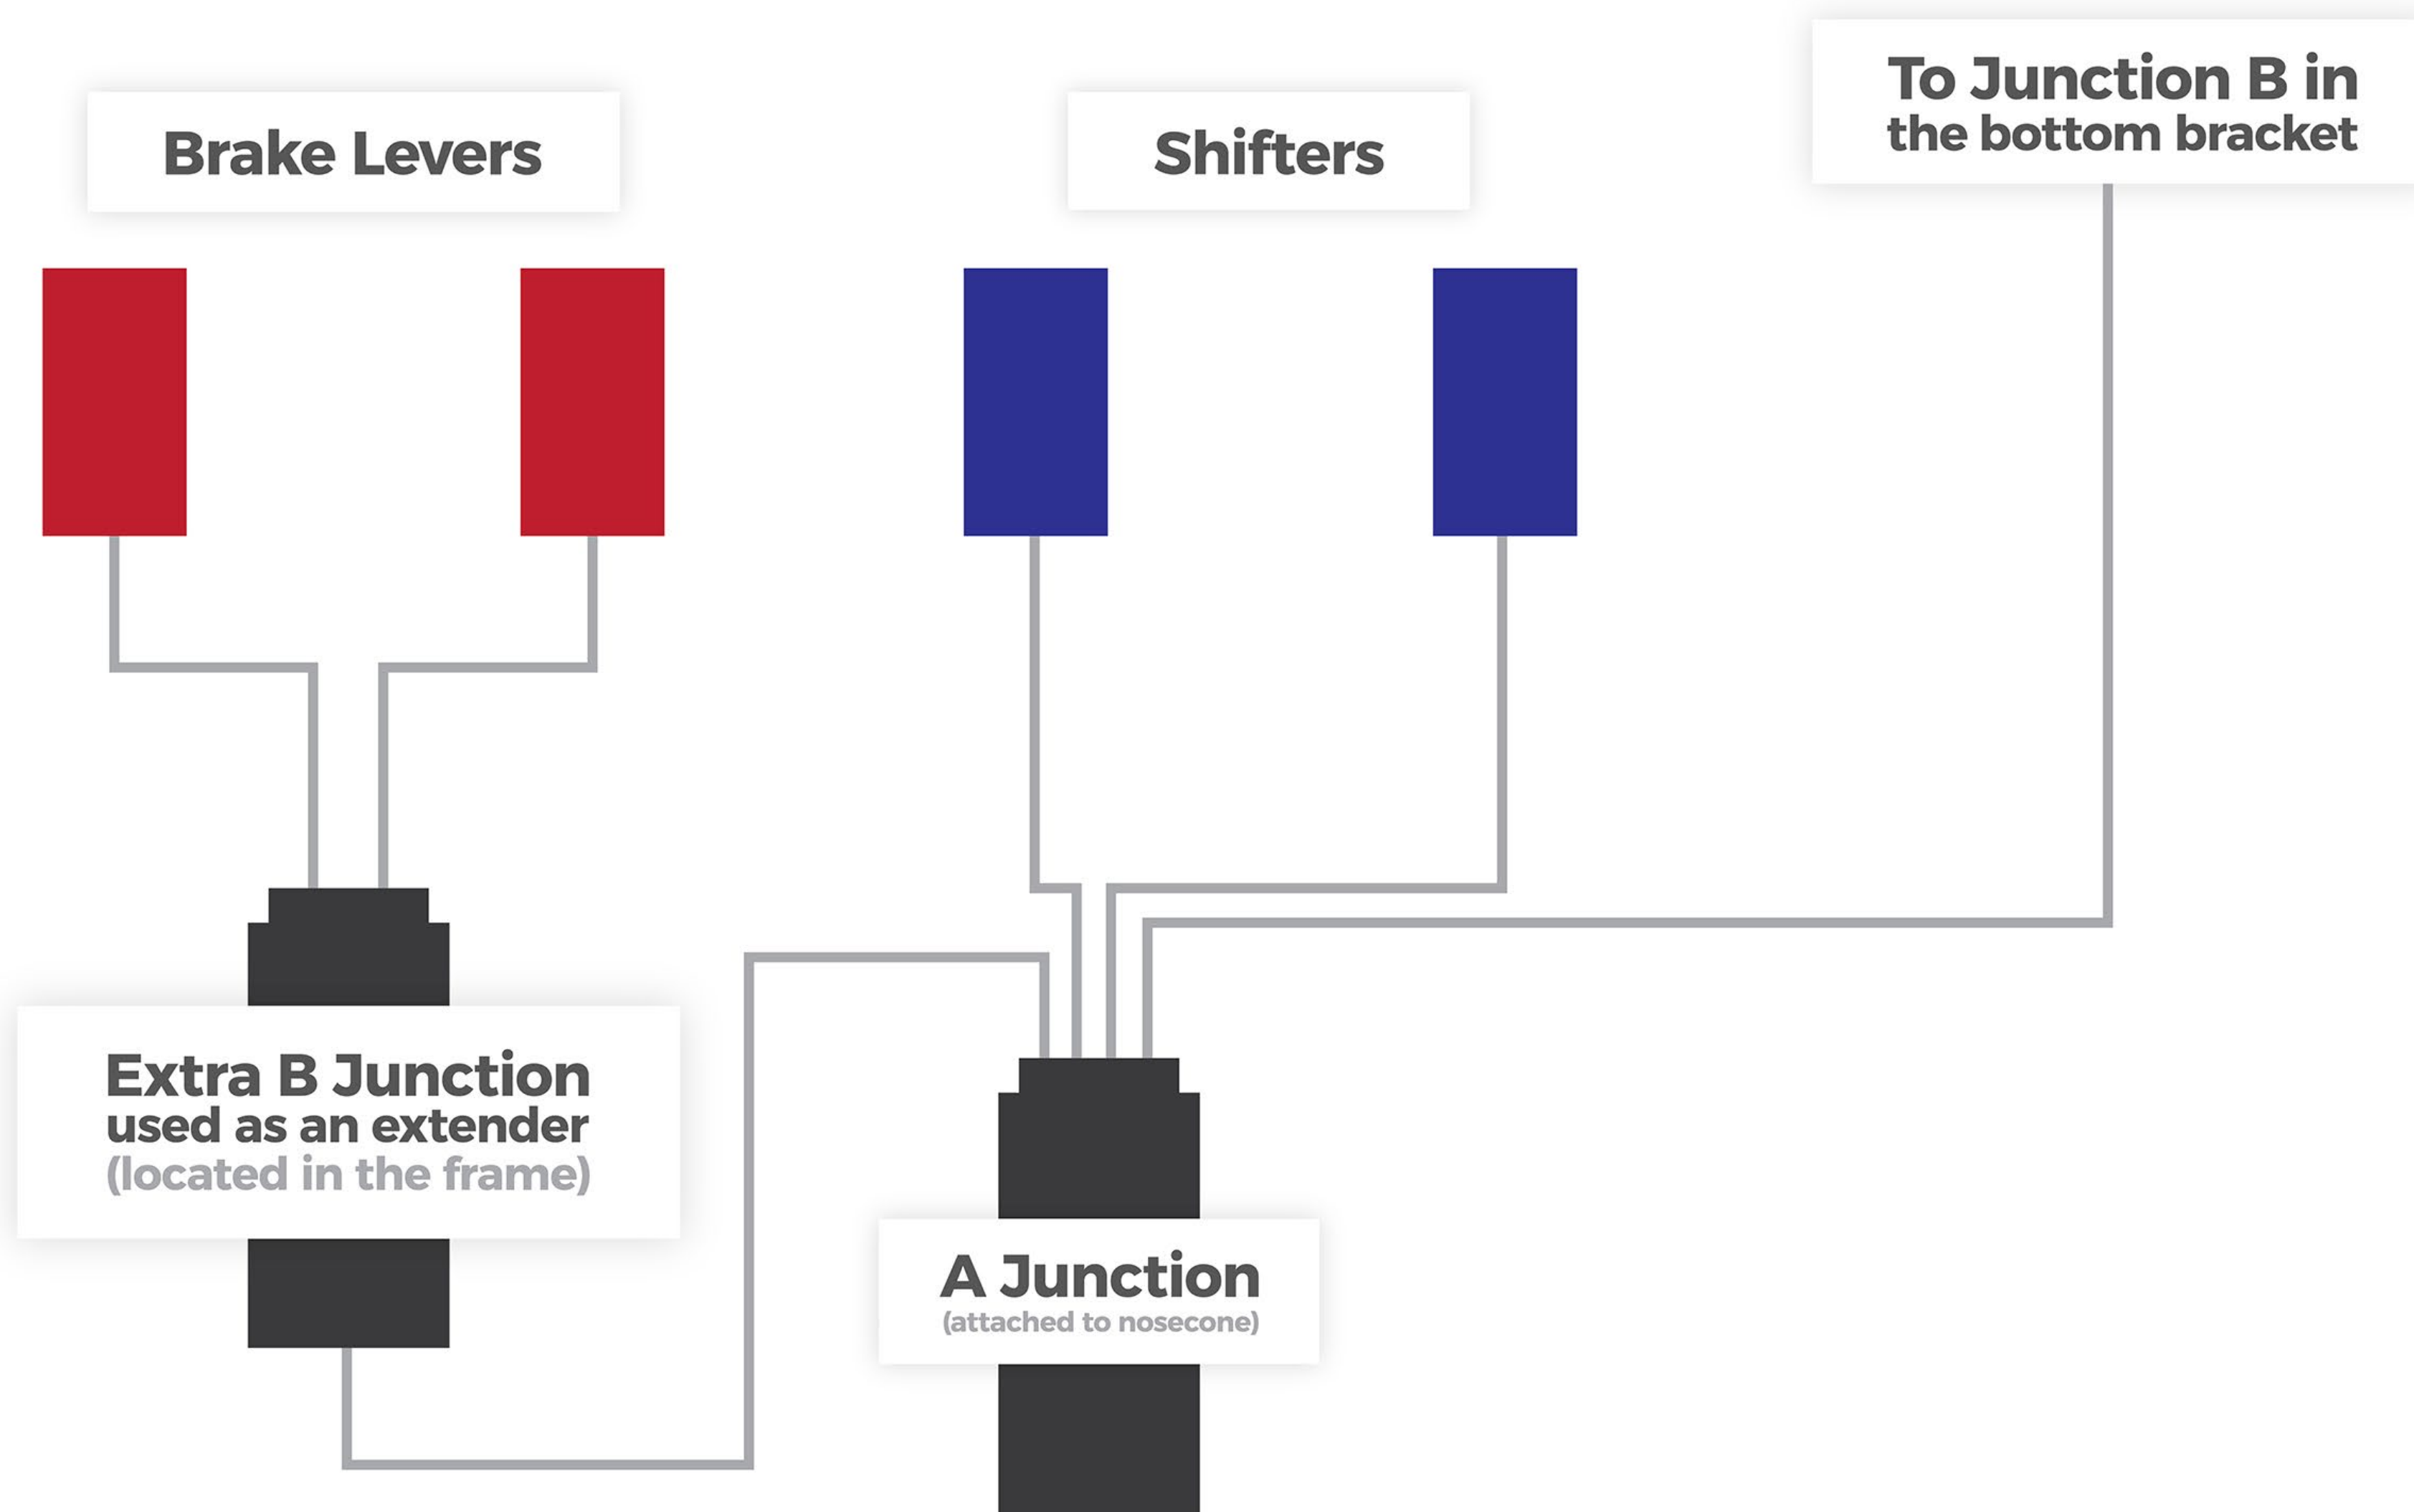 Brake Levers
Shifters
To Junction B in
the bottom bracket
Extra B Junction
used as an extender
(located in the frame)
A Junction
(attached to nosecone)